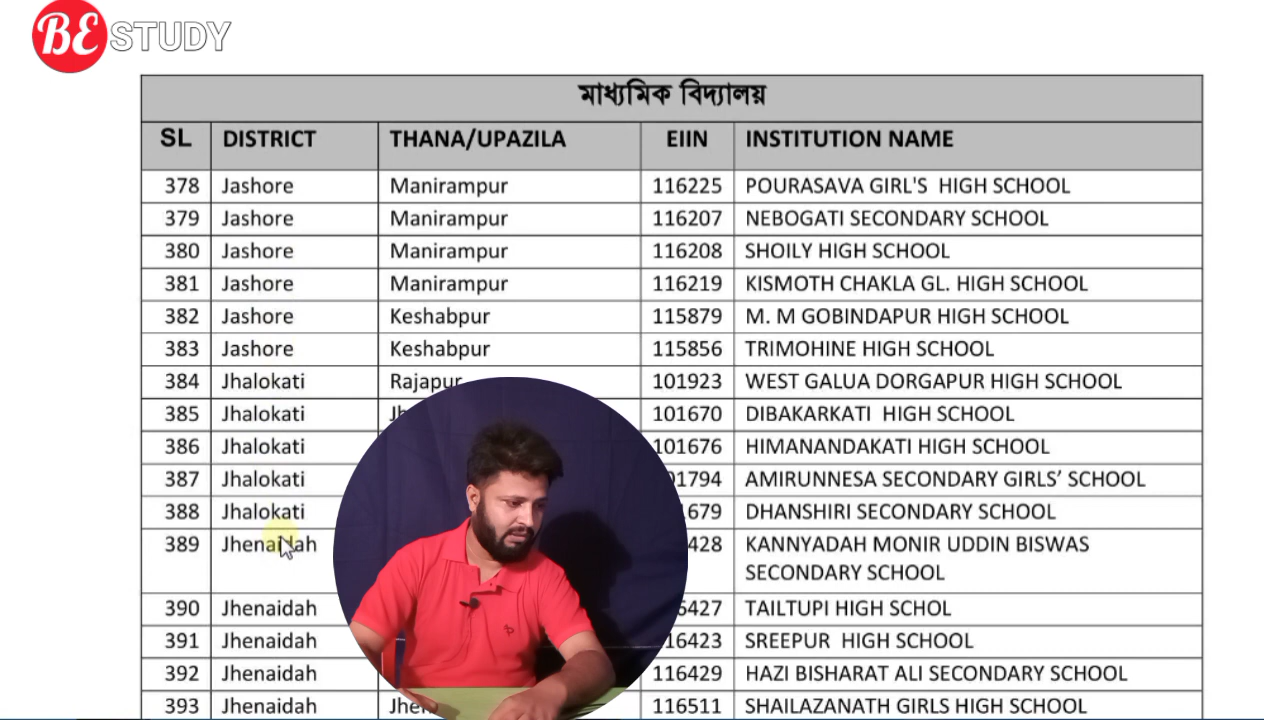 BE STUDY
মাধ্যমিক বিদ্যালয়
SL DISTRICT THANA/UPAZILA EIIN INSTITUTION NAME
378 Jashore Manirampur 116225 POURASAVA GIRL'S HIGH SCHOOL
379 Jashore Manirampur 116207 NEBOGATI SECONDARY SCHOOL
380 Jashore Manirampur 116208 SHOILY HIGH SCHOOL
381 Jashore Manirampur 116219 KISMOTH CHAKLA GL. HIGH SCHOOL
382 Jashore Keshabpur 115879 M. M GOBINDAPUR HIGH SCHOOL
383 Jashore Keshabpur 115856 TRIMOHINE HIGH SCHOOL
384 Jhalokati Rajapur 101923 WEST GALUA DORGAPUR HIGH SCHOOL
385 Jhalokati 101670 DIBAKARKATI HIGH SCHOOL
386 Jhalokati 101676 HIMANANDAKATI HIGH SCHOOL
387 Jhalokati AMIRUNNESA SECONDARY GIRLS’ SCHOOL
388 Jhalokati DHANSHIRI SECONDARY SCHOOL
389 Jhenaidah KANNYADAH MONIR UDDIN BISWAS
SECONDARY SCHOOL
390 Jhenaidah TAILTUPI HIGH SCHOL
391 Jhenaidah SREEPUR HIGH SCHOOL
392 Jhenaidah HAZI BISHARAT ALI SECONDARY SCHOOL
393 Jhenaidah 116511 SHAILAZANATH GIRLS HIGH SCHOOL